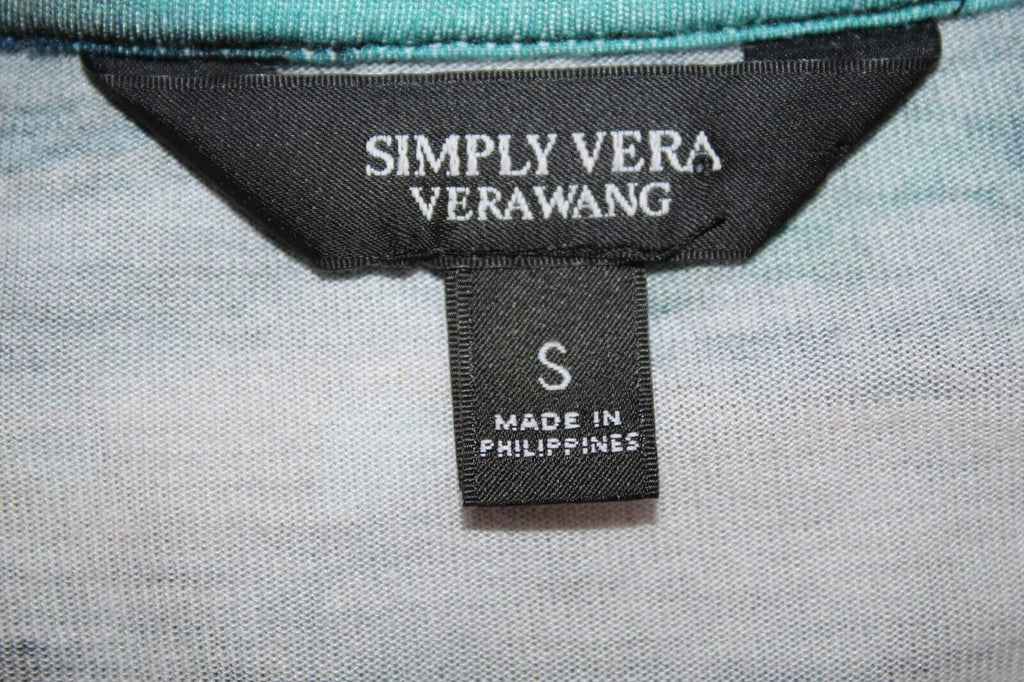 SIMPLY VERA
VERAWANG
S
MADE IN
PHILIPPINES